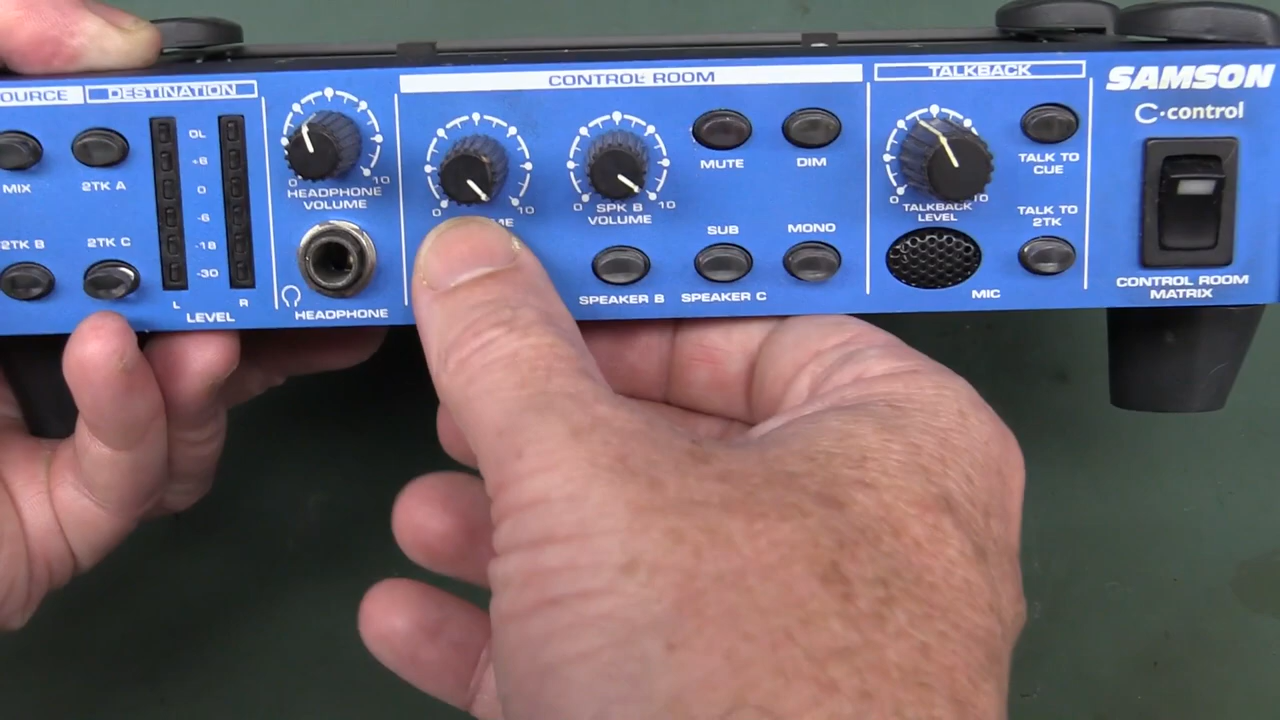 OURCE
DESTINATION
CONTROL ROOM
TALKBACK
SAMSON
C·control
MIX
2TK A
2TK B
2TK C
OL
+6
0
-6
-18
-30
L
R
LEVEL
0
10
HEADPHONE
VOLUME
HEADPHONE
0
10
ME
0
10
SPK B
VOLUME
MUTE
DIM
SPEAKER B
SUB
SPEAKER C
MONO
0
10
TALKBACK
LEVEL
MIC
TALK TO
CUE
TALK TO
2TK
CONTROL ROOM
MATRIX